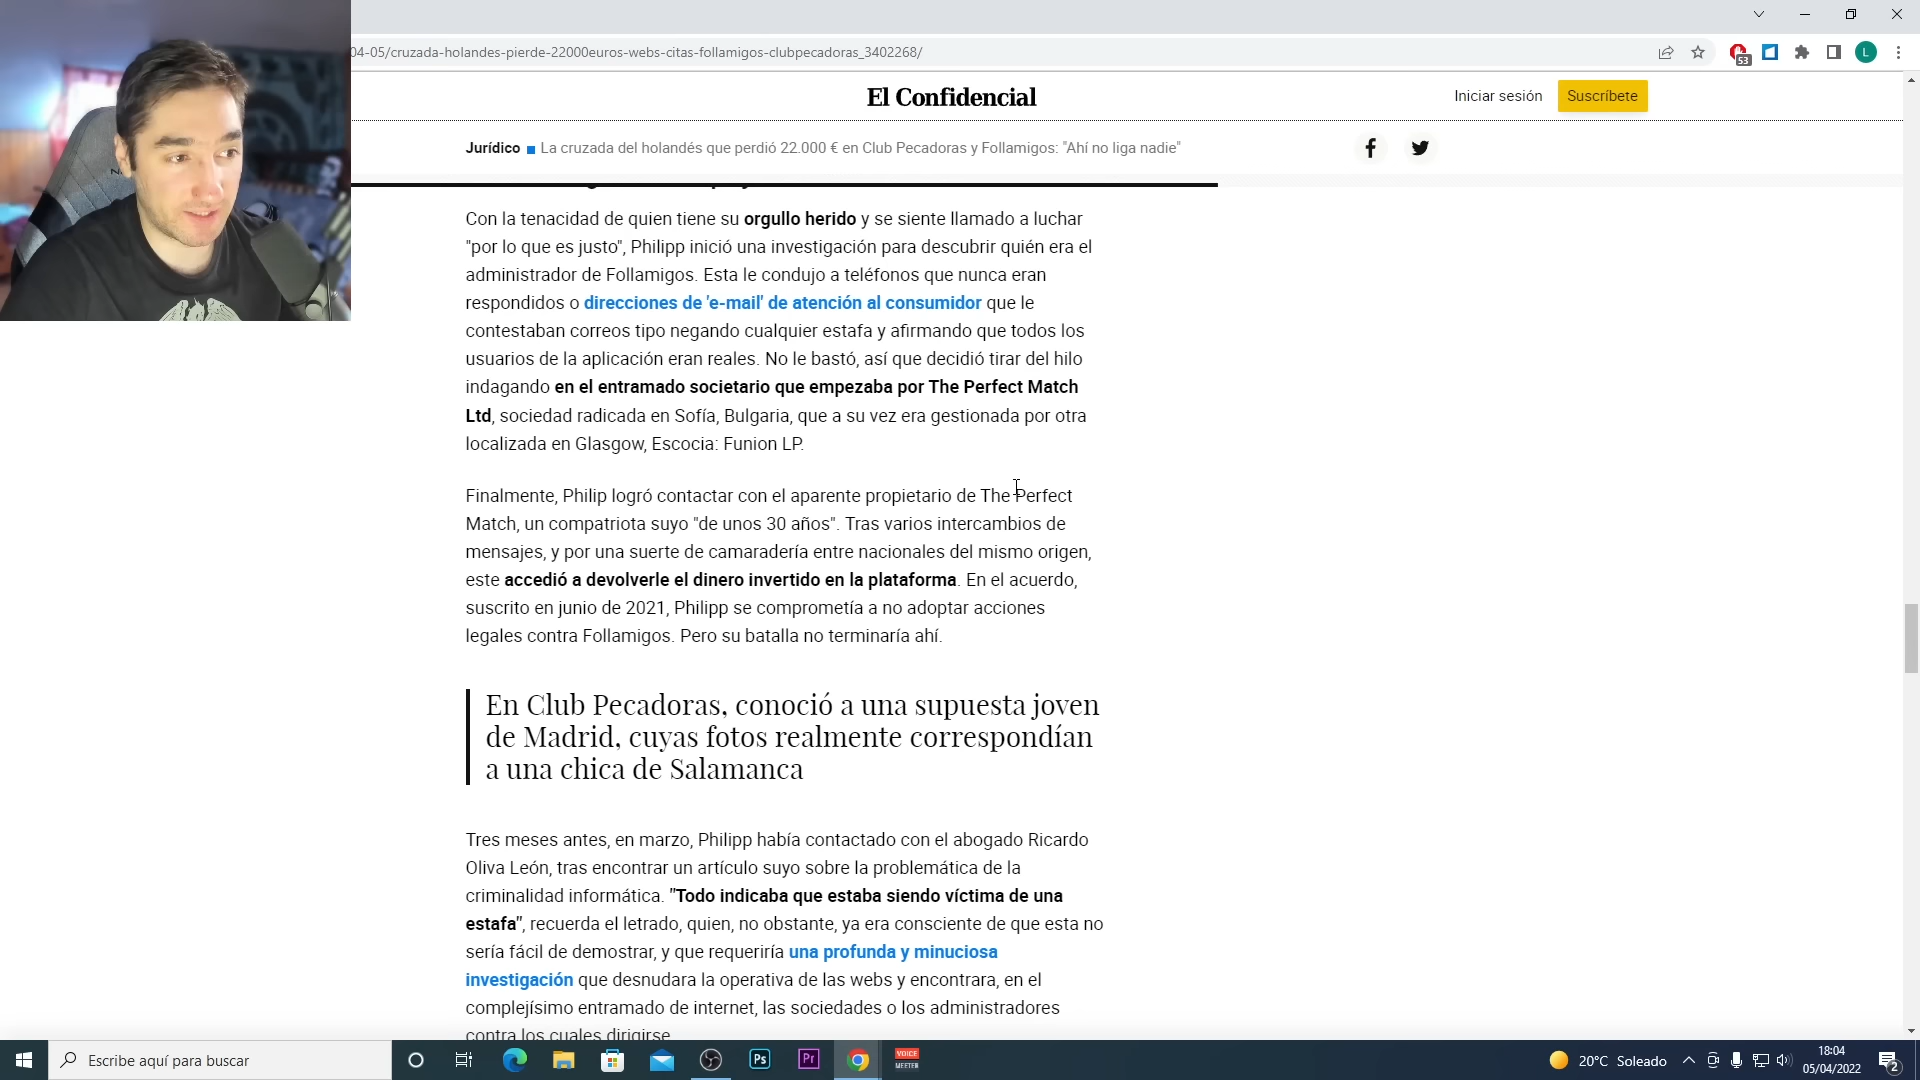 04-05/cruzada-holandes-pierde-22000euros-webs-citas-follamigos-clubpecadoras_3402268/
53
L
El Confidencial
Iniciar sesión
Suscríbete
Jurídico
La cruzada del holandés que perdió 22.000 € en Club Pecadoras y Follamigos: "Ahí no liga nadie"
Con la tenacidad de quien tiene su orgullo herido y se siente llamado a luchar
"por lo que es justo", Philipp inició una investigación para descubrir quién era el
administrador de Follamigos. Esta le condujo a teléfonos que nunca eran
respondidos o direcciones de 'e-mail' de atención al consumidor que le
contestaban correos tipo negando cualquier estafa y afirmando que todos los
usuarios de la aplicación eran reales. No le bastó, así que decidió tirar del hilo
indagando en el entramado societario que empezaba por The Perfect Match
Ltd, sociedad radicada en Sofía, Bulgaria, que a su vez era gestionada por otra
localizada en Glasgow, Escocia: Funion LP.
Finalmente, Philip logró contactar con el aparente propietario de The Perfect
Match, un compatriota suyo "de unos 30 años". Tras varios intercambios de
mensajes, y por una suerte de camaradería entre nacionales del mismo origen,
este accedió a devolverle el dinero invertido en la plataforma. En el acuerdo,
suscrito en junio de 2021, Philipp se comprometía a no adoptar acciones
legales contra Follamigos. Pero su batalla no terminaría ahí.
En Club Pecadoras, conoció a una supuesta joven
de Madrid, cuyas fotos realmente correspondían
a una chica de Salamanca
Tres meses antes, en marzo, Philipp había contactado con el abogado Ricardo
Oliva León, tras encontrar un artículo suyo sobre la problemática de la
criminalidad informática. "Todo indicaba que estaba siendo víctima de una
estafa", recuerda el letrado, quien, no obstante, ya era consciente de que esta no
sería fácil de demostrar, y que requeriría una profunda y minuciosa
investigación que desnudara la operativa de las webs y encontrara, en el
complejísimo entramado de internet, las sociedades o los administradores
contra los cuales dirigirse.
Escribe aquí para buscar
Ps
Pr
VOICE
MEETER
20°C Soleado
18:04
05/04/2022
2